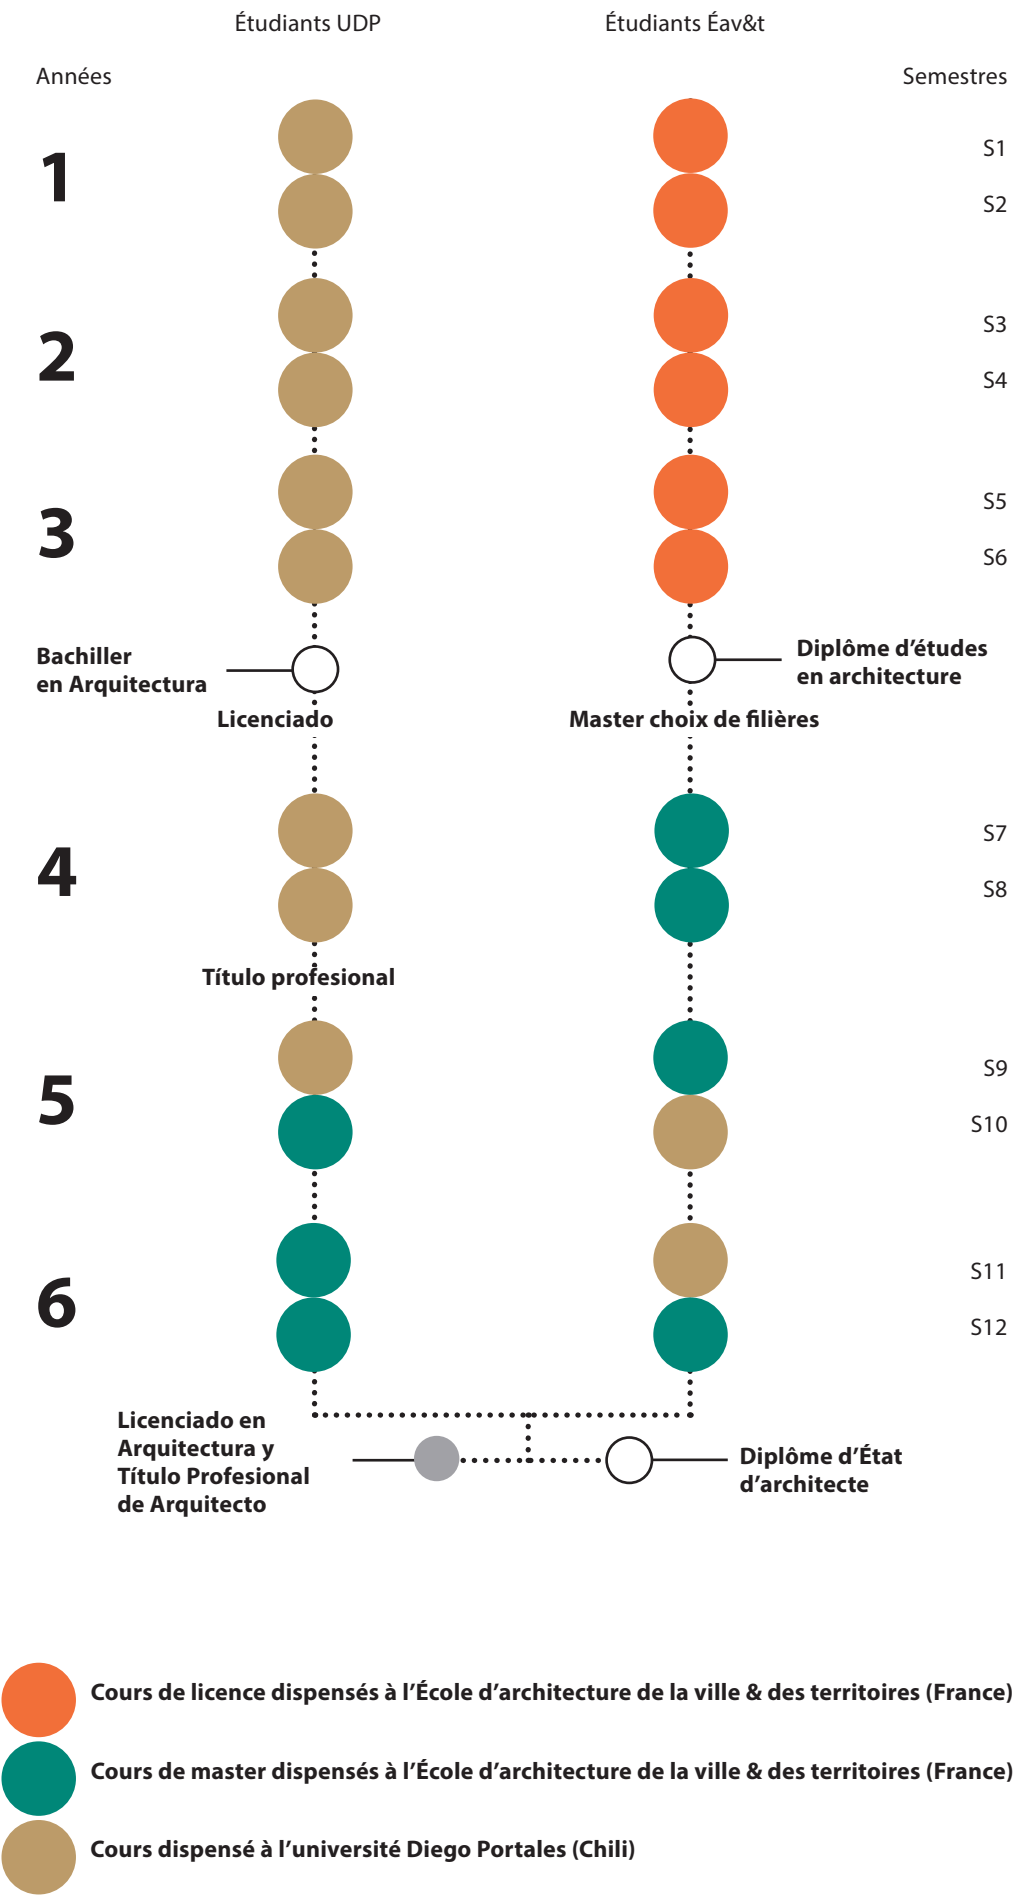 Étudiants UDP
Étudiants Éav&t
Années
Semestres
1
S1
S2
2
S3
S4
3
S5
S6
Bachiller
en Arquitectura
Diplôme d’études
en architecture
Licenciado
Master choix de filières
4
S7
S8
Título profesional
5
S9
S10
6
S11
S12
Licenciado en
Arquitectura y
Título Profesional
de Arquitecto
Diplôme d’État
d’architecte
Cours de licence dispensés à l’École d’architecture de la ville & des territoires (France)
Cours de master dispensés à l’École d’architecture de la ville & des territoires (France)
Cours dispensé à l’université Diego Portales (Chili)